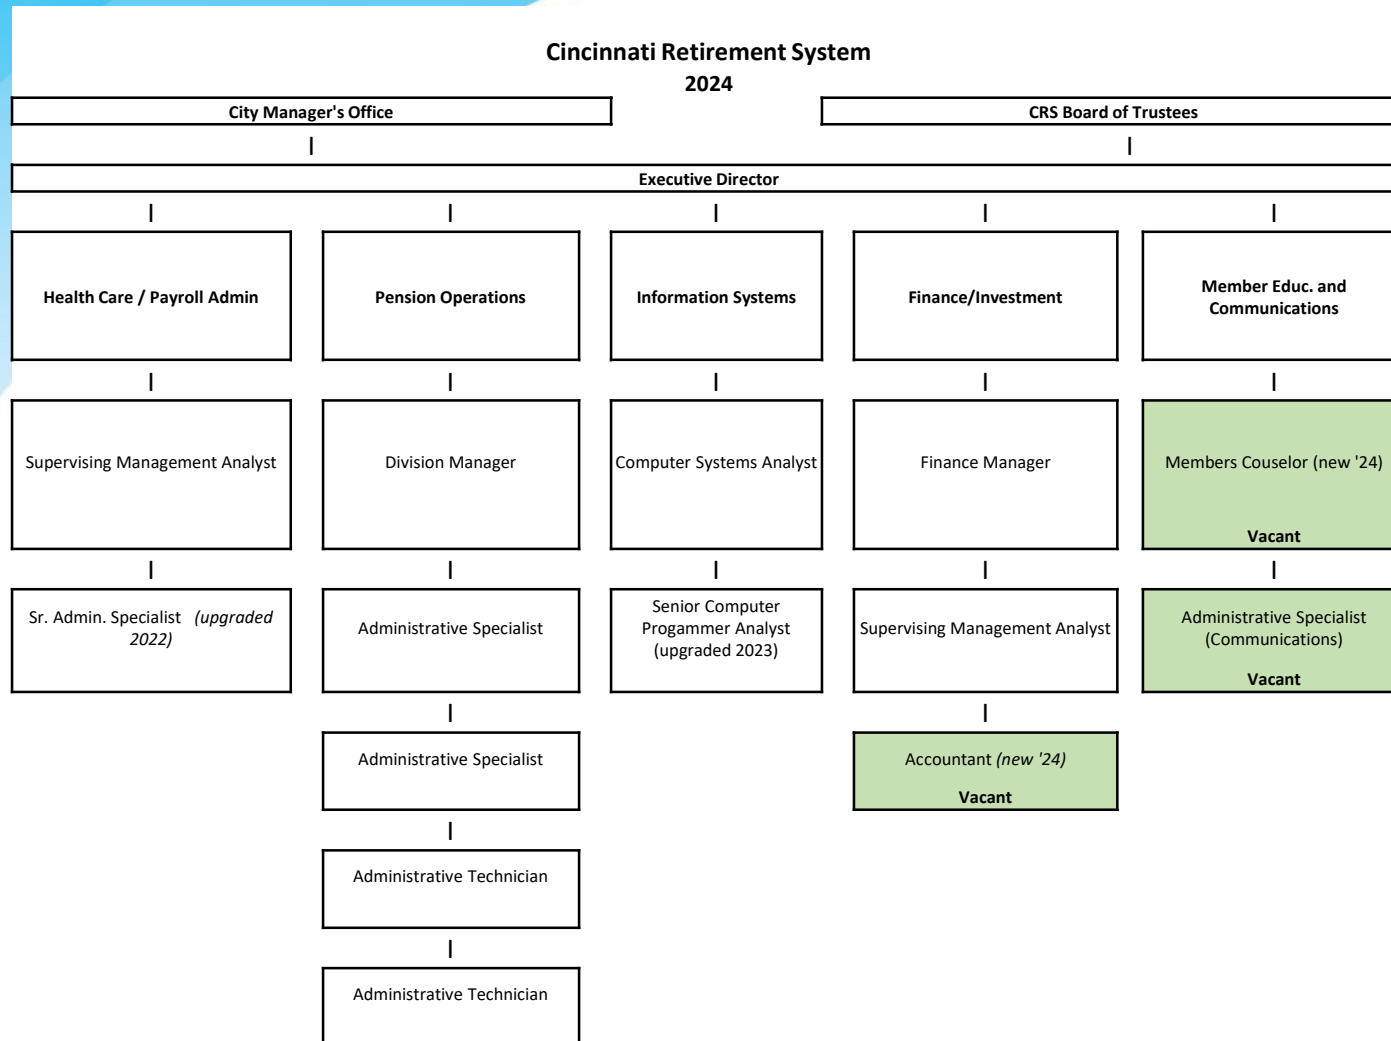 Cincinnati Retirement System
2024
City Manager's Office
CRS Board of Trustees
Executive Director
Health Care / Payroll Admin
Pension Operations
Information Systems
Finance/Investment
Member Educ. and
Communications
Supervising Management Analyst
Division Manager
Computer Systems Analyst
Finance Manager
Members Couselor (new '24)
Vacant
Sr. Admin. Specialist (upgraded
2022)
Administrative Specialist
Senior Computer
Progammer Analyst
(upgraded 2023)
Supervising Management Analyst
Administrative Specialist
(Communications)
Vacant
Administrative Specialist
Accountant (new '24)
Vacant
Administrative Technician
Administrative Technician